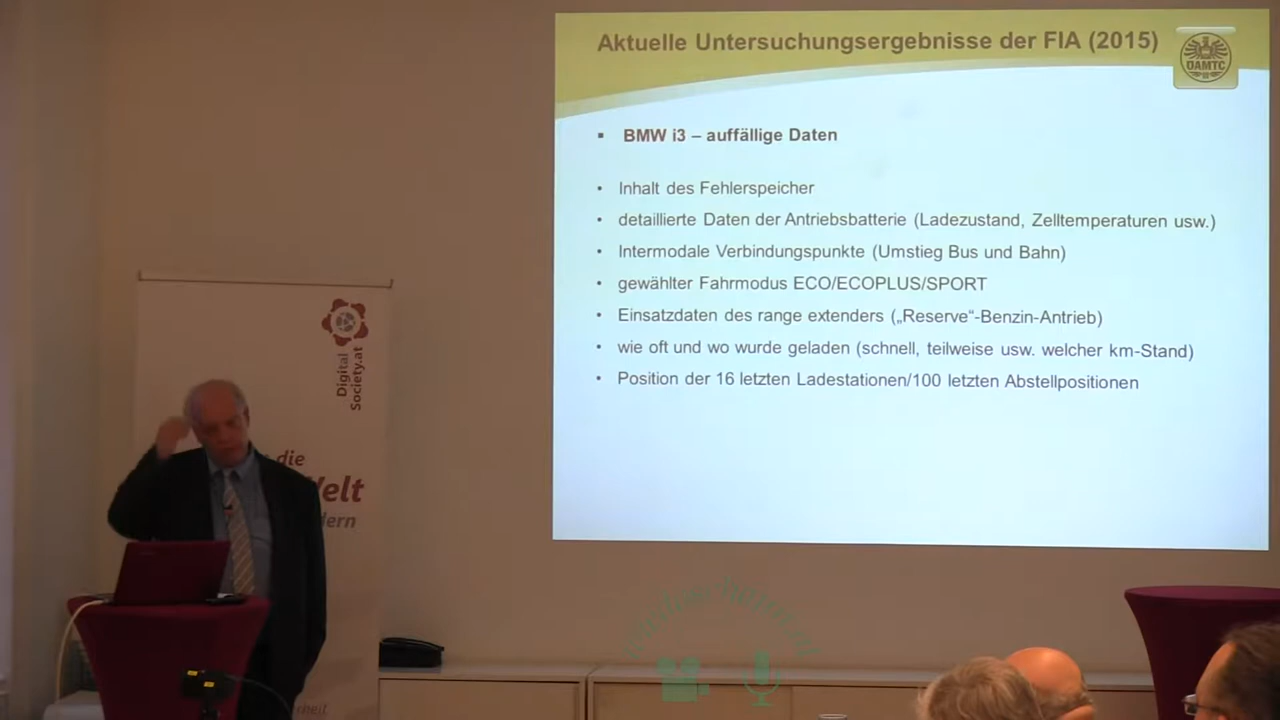 Aktuelle Untersuchungsergebnisse der FIA (2015)
ÖAMTC
▪ BMW i3 – auffällige Daten
• Inhalt des Fehlerspeicher
• detaillierte Daten der Antriebsbatterie (Ladezustand, Zelltemperaturen usw.)
• Intermodale Verbindungspunkte (Umstieg Bus und Bahn)
• gewählter Fahrmodus ECO/ECOPLUS/SPORT
• Einsatzdaten des range extenders („Reserve“-Benzin-Antrieb)
• wie oft und wo wurde geladen (schnell, teilweise usw. welcher km-Stand)
• Position der 16 letzten Ladestationen/100 letzten Abstellpositionen
Digital
Society.at
die
elt
dern